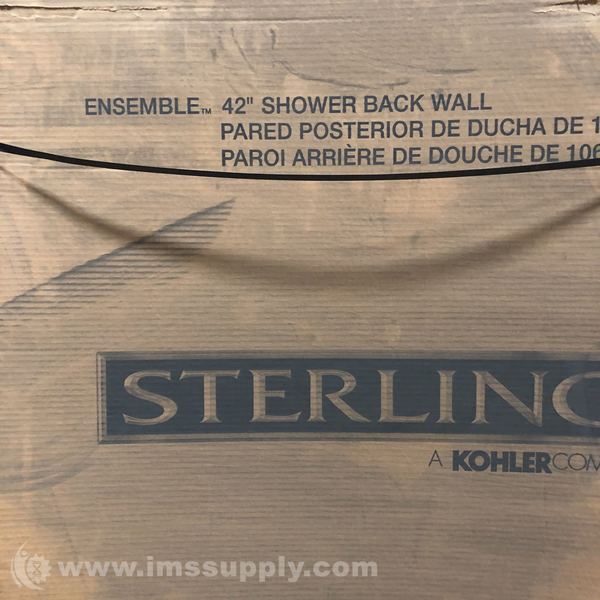 ENSEMBLE™ 42" SHOWER BACK WALL
PARED POSTERIOR DE DUCHA DE 1
PAROI ARRIÈRE DE DOUCHE DE 106
STERLING
A KOHLER COM
www.imssupply.com